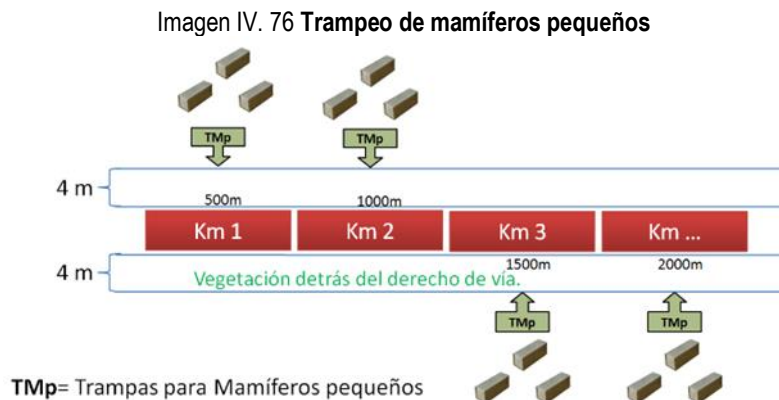 Imagen IV. 76 Trampeo de mamíferos pequeños
TMp TMp
4 m
500m 1000m
Km 1 Km 2 Km 3 Km ...
4 m
1500m 2000m
Vegetación detrás del derecho de vía.
TMp TMp
TMp= Trampas para Mamíferos pequeños